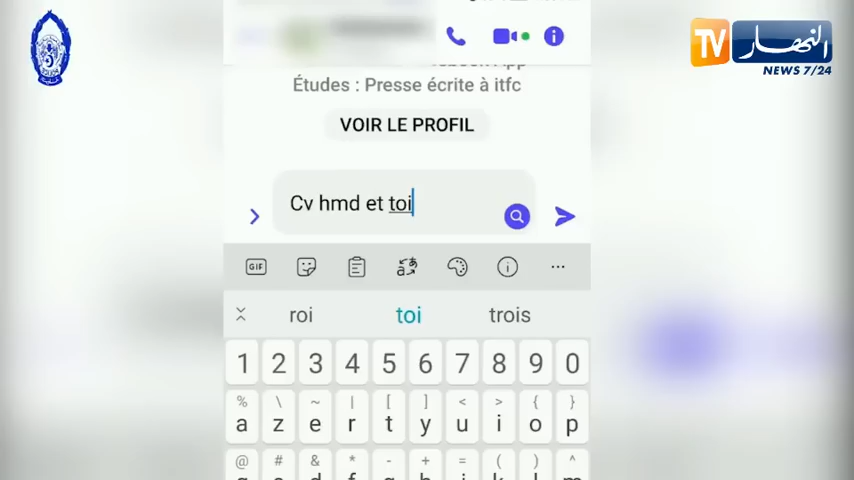 TV النهار
NEWS 7/24
Études : Presse écrite à itfc
VOIR LE PROFIL
Cv hmd et toi
GIF
roi toi trois
1 2 3 4 5 6 7 8 9 0
% \ ~ | [ ] < > { }
a z e r t y u i o p
@ # & * - + = ( ) ^